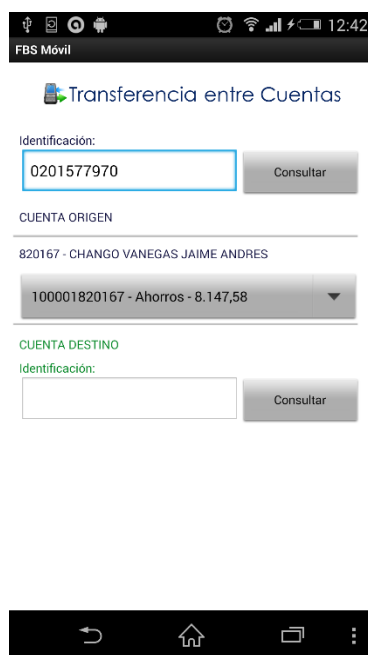 12:42
FBS Móvil
Transferencia entre Cuentas
Identificación:
0201577970 Consultar
CUENTA ORIGEN
820167 - CHANGO VANEGAS JAIME ANDRES
100001820167 - Ahorros - 8.147,58
CUENTA DESTINO
Identificación:
Consultar